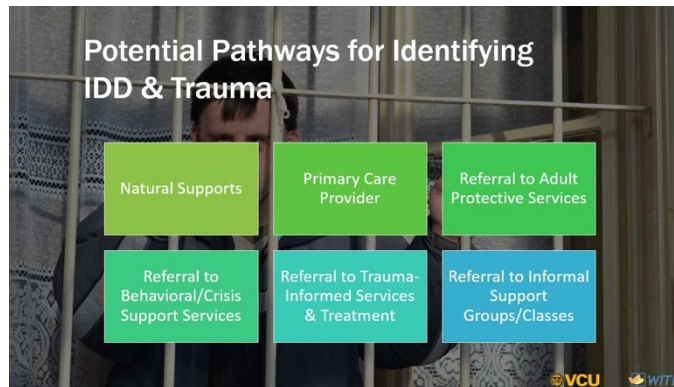 Potential Pathways for Identifying
IDD & Trauma
Natural Supports
Primary Care
Provider
Referral to Adult
Protective Services
Referral to
Behavioral/Crisis
Support Services
Referral to Trauma-
Informed Services
& Treatment
Referral to Informal
Support
Groups/Classes
VCU